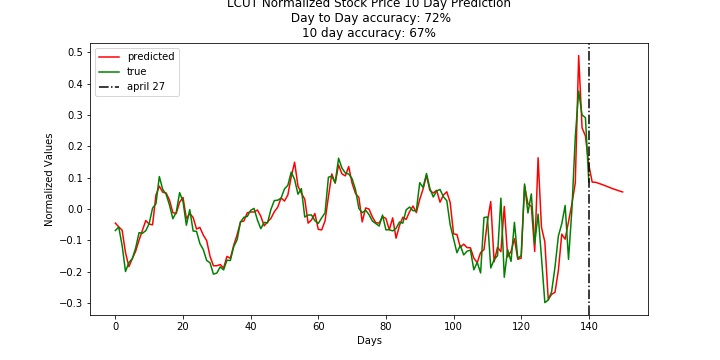 LCUT Normalized Stock Price 10 Day Prediction
Day to Day accuracy: 72%
10 day accuracy: 67%
predicted
true
april 27
Normalized Values
0.5
0.4
0.3
0.2
0.1
0.0
−0.1
−0.2
−0.3
0
20
40
60
80
100
120
140
Days